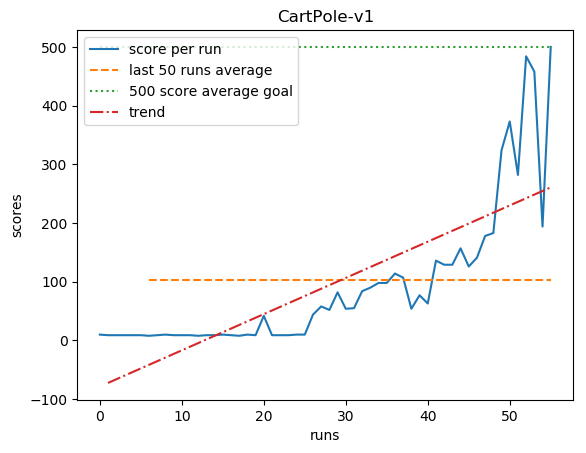 CartPole-v1
score per run
last 50 runs average
500 score average goal
trend
scores
500
400
300
200
100
0
−100
0 10 20 30 40 50
runs